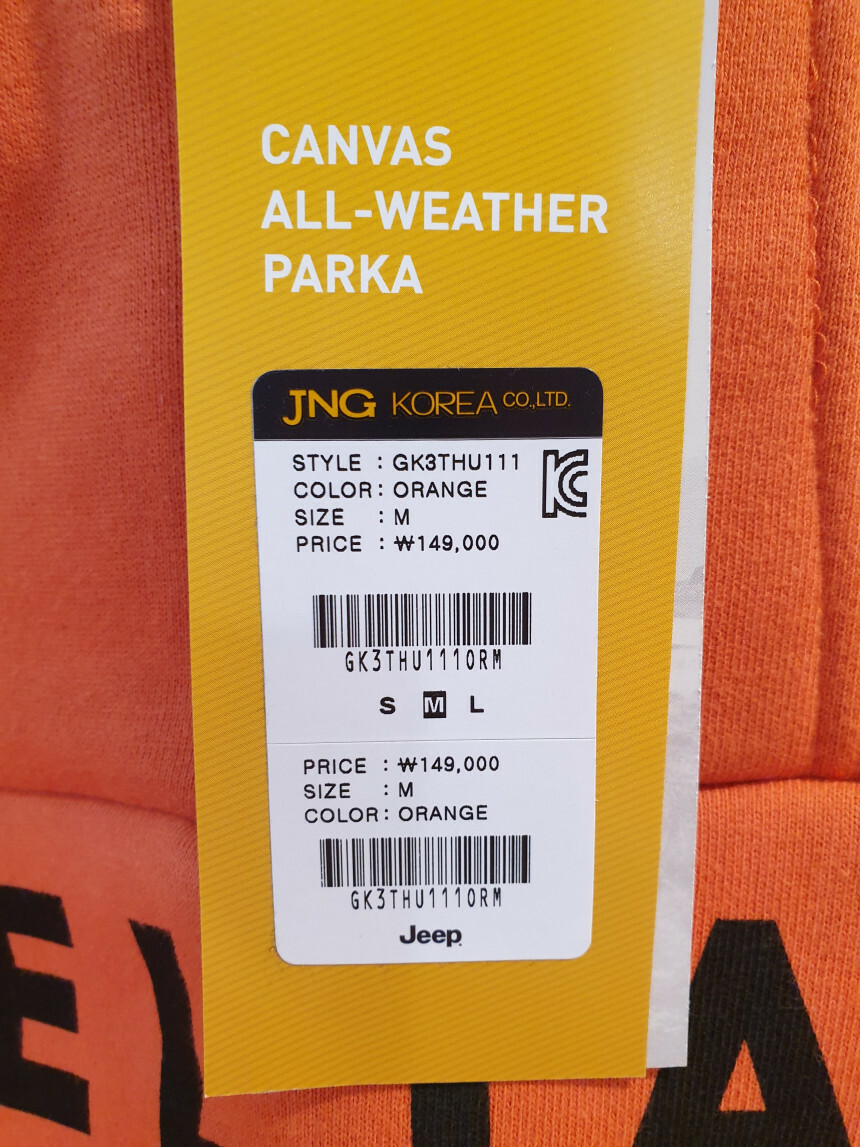 CANVAS
ALL-WEATHER
PARKA
JNG KOREA CO.,LTD.
STYLE : GK3THU111
COLOR : ORANGE
SIZE : M
PRICE : ₩149,000
GK3THU111ORM
S M L
PRICE : ₩149,000
SIZE : M
COLOR : ORANGE
GK3THU111ORM
Jeep